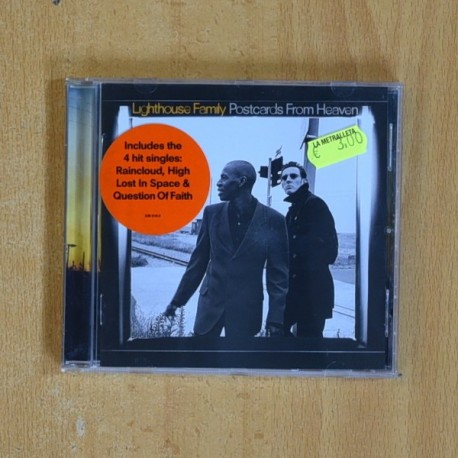 Lighthouse Family Postcards From Heaven
LA METRALLETA
€ 3,00
Includes the
4 hit singles:
Raincloud, High
Lost In Space &
Question Of Faith